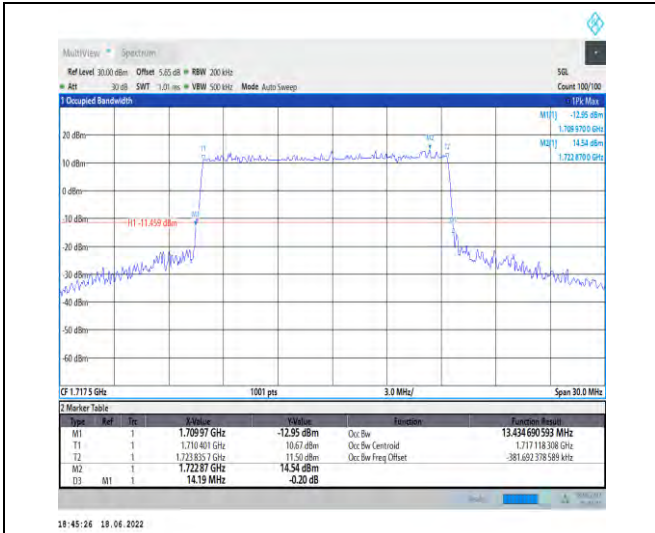 MultiView Spectrum
Ref Level 30.00 dBm Offset 5.65 dB RBW 200 kHz SGL
Att 30 dB SWT 1.01 ms VBW 500 kHz Mode Auto Sweep Count 100/100
1 Occupied Bandwidth 1Pk Max
M1[1] -12.95 dBm
1.709 970 0 GHz
M2[1] 14.54 dBm
1.722 870 0 GHz
20 dBm
T1 M2 T2
10 dBm
0 dBm
-10 dBm
H1 -11.459 dBm
-20 dBm
-30 dBm
-40 dBm
-50 dBm
-60 dBm
CF 1.717 5 GHz 1001 pts 3.0 MHz/ Span 30.0 MHz
2 Marker Table
Type Ref Trc X-Value Y-Value Function Function Result
M1 1 1.709 97 GHz -12.95 dBm Occ Bw 13.434 690 593 MHz
T1 1 1.710 401 GHz 10.67 dBm Occ Bw Centroid 1.717 118 308 GHz
T2 1 1.723 835 7 GHz 11.50 dBm Occ Bw Freq Offset -381.692 378 589 kHz
M2 1 1.722 87 GHz 14.54 dBm
D3 M1 1 14.19 MHz -0.20 dB
18:45:26 18.06.2022